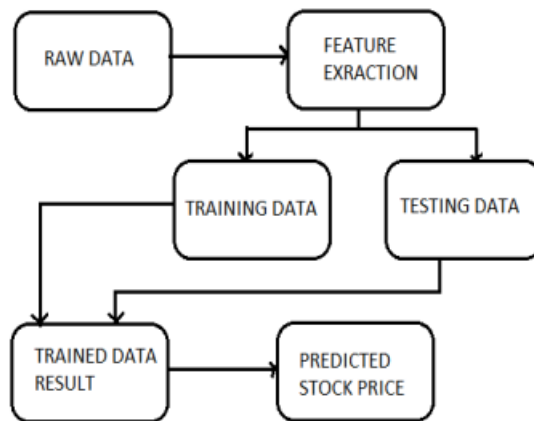 RAW DATA
FEATURE
EXRACTION
TRAINING DATA
TESTING DATA
TRAINED DATA
RESULT
PREDICTED
STOCK PRICE